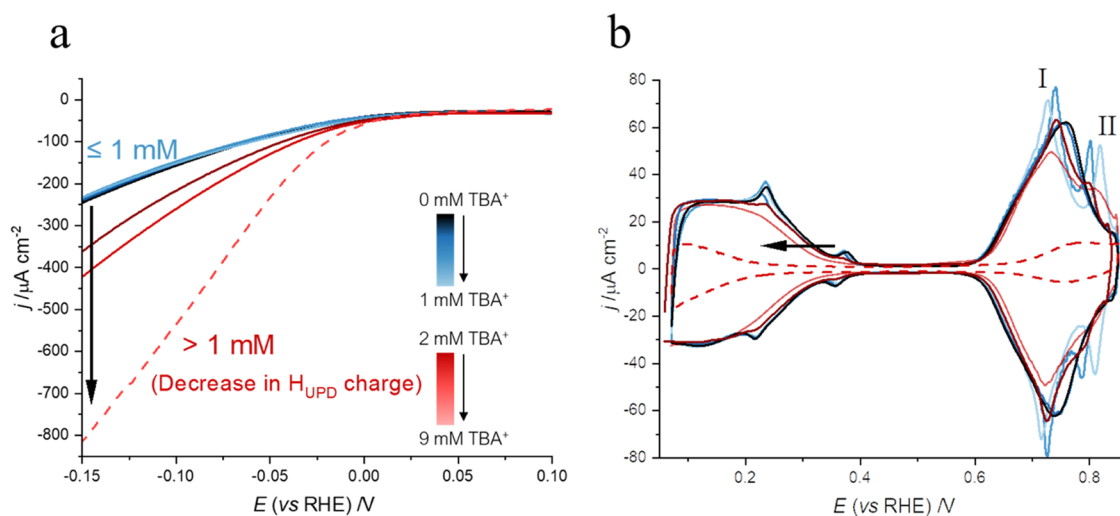 a
0
-100
-200
-300
-400
-500
-600
-700
-800
j /µA cm⁻²
≤ 1 mM
> 1 mM
(Decrease in H_UPD charge)
0 mM TBA⁺
1 mM TBA⁺
2 mM TBA⁺
9 mM TBA⁺
-0.15 -0.10 -0.05 0.00 0.05 0.10
E (vs RHE) /V
b
80
60
40
20
0
-20
-40
-60
-80
j /µA cm⁻²
I
II
0.2 0.4 0.6 0.8
E (vs RHE) /V